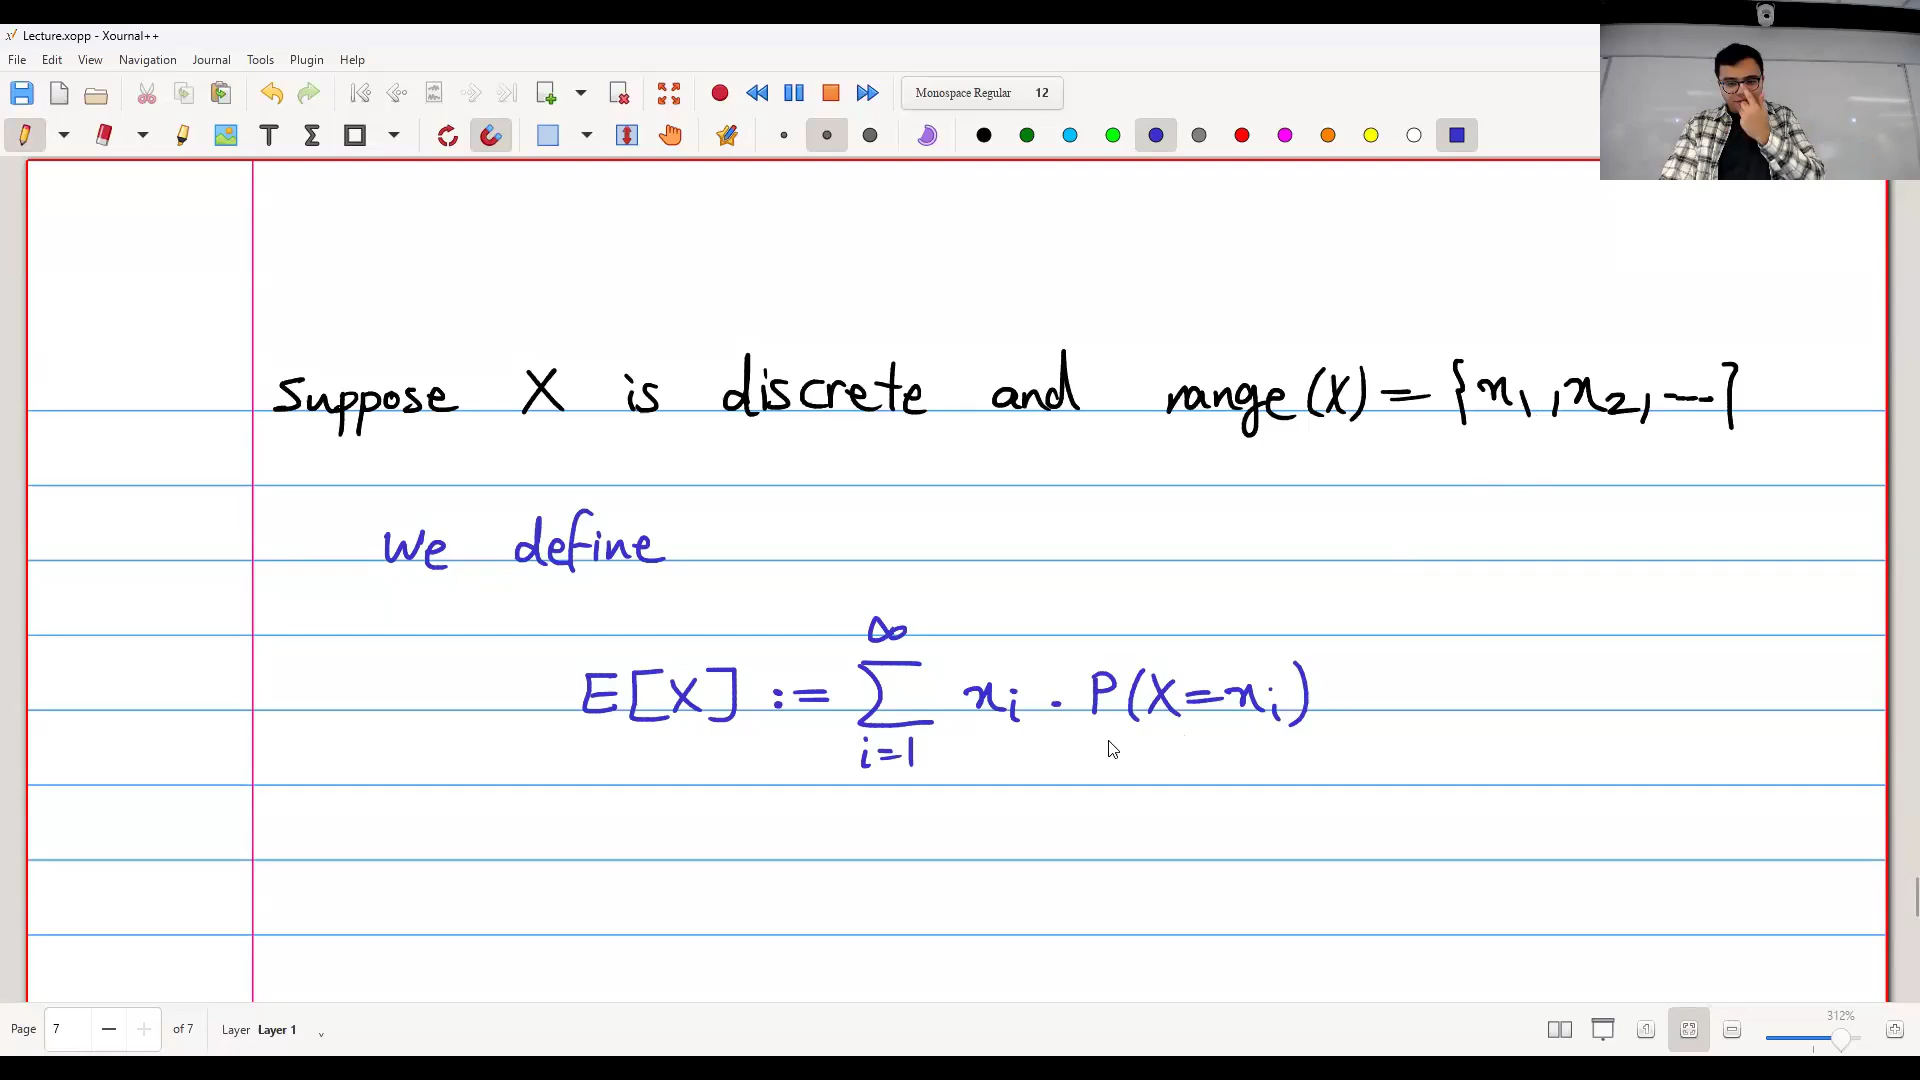 Lecture.xopp - Xournal++
File Edit View Navigation Journal Tools Plugin Help
Monospace Regular 12
Suppose X is discrete and range(X) = {x₁, x₂, ...}
We define
E[X] := ∑_{i=1}^{∞} xᵢ . P(X=xᵢ)
Page 7 of 7 Layer Layer 1 312%